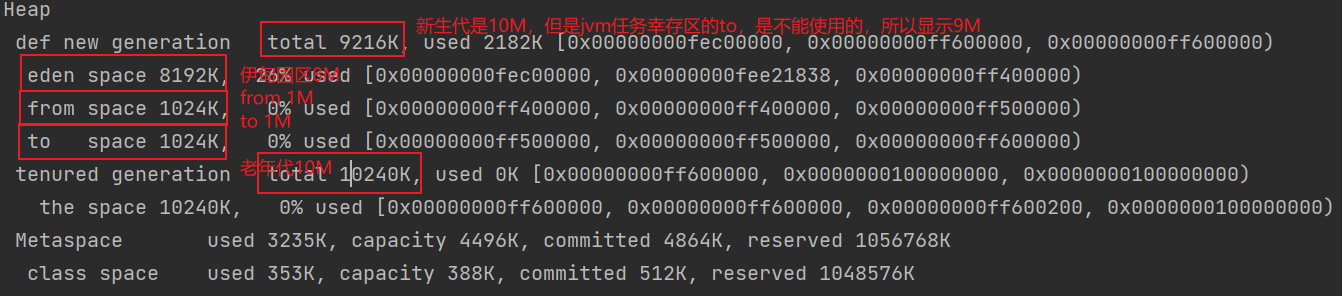 Heap
新生代是10M，但是jvm任务幸存区的to，是不能使用的，所以显示9M
def new generation total 9216K, used 2182K [0x00000000fec00000, 0x00000000ff600000, 0x00000000ff600000)
eden space 8192K, 26% used [0x00000000fec00000, 0x00000000fee21838, 0x00000000ff400000)
伊甸园区8M
from space 1024K, 0% used [0x00000000ff400000, 0x00000000ff400000, 0x00000000ff500000)
from 1M
to space 1024K, 0% used [0x00000000ff500000, 0x00000000ff500000, 0x00000000ff600000)
to 1M
老年代10M
tenured generation total 10240K, used 0K [0x00000000ff600000, 0x0000000100000000, 0x0000000100000000)
the space 10240K, 0% used [0x00000000ff600000, 0x00000000ff600000, 0x00000000ff600200, 0x0000000100000000)
Metaspace used 3235K, capacity 4496K, committed 4864K, reserved 1056768K
class space used 353K, capacity 388K, committed 512K, reserved 1048576K